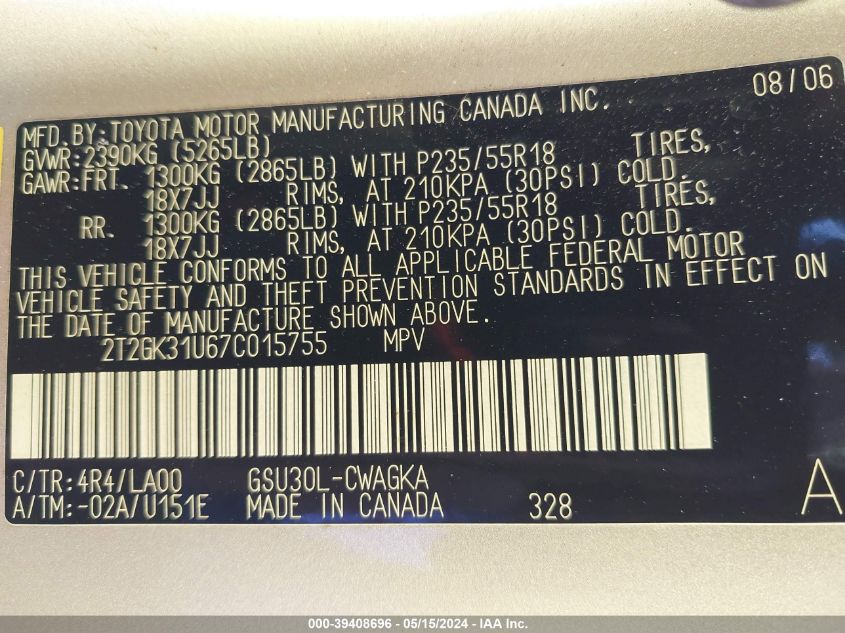 08/06
MFD. BY: TOYOTA MOTOR MANUFACTURING CANADA INC.
GVWR: 2390KG (5265LB)
GAWR: FRT. 1300KG (2865LB) WITH P235/55R18 TIRES,
18X7JJ RIMS, AT 210KPA (30PSI) COLD.
RR. 1300KG (2865LB) WITH P235/55R18 TIRES,
18X7JJ RIMS, AT 210KPA (30PSI) COLD.
THIS VEHICLE CONFORMS TO ALL APPLICABLE FEDERAL MOTOR
VEHICLE SAFETY AND THEFT PREVENTION STANDARDS IN EFFECT ON
THE DATE OF MANUFACTURE SHOWN ABOVE.
2T2GK31U67C015755 MPV
C/TR: 4R4/LA00 GSU30L-CWAGKA
A/TM: -02A/U151E MADE IN CANADA 328 A
000-39408696 - 05/15/2024 - IAA Inc.